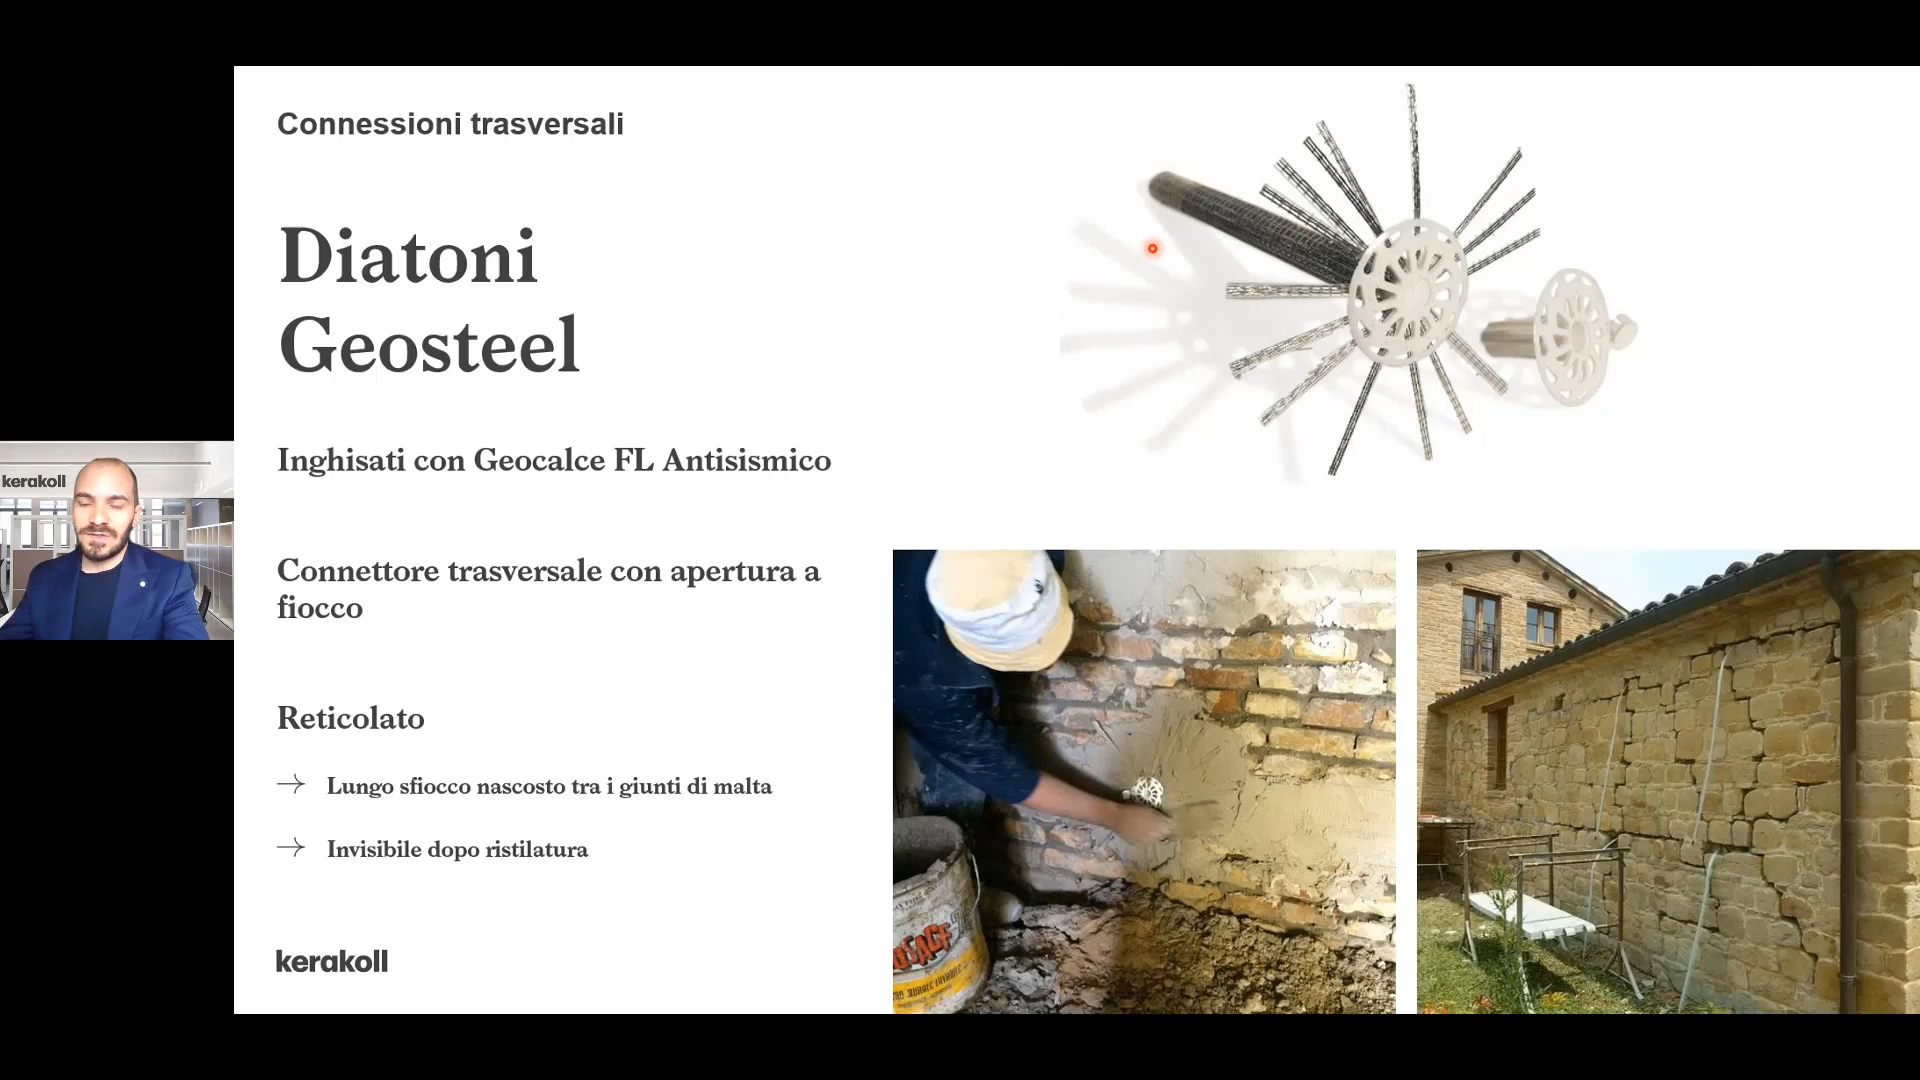 Connessioni trasversali
Diatoni
Geosteel
Inghisati con Geocalce FL Antisismico
Connettore trasversale con apertura a
fiocco
Reticolato
→ Lungo sfiocco nascosto tra i giunti di malta
→ Invisibile dopo ristilatura
kerakoll
kerakoll